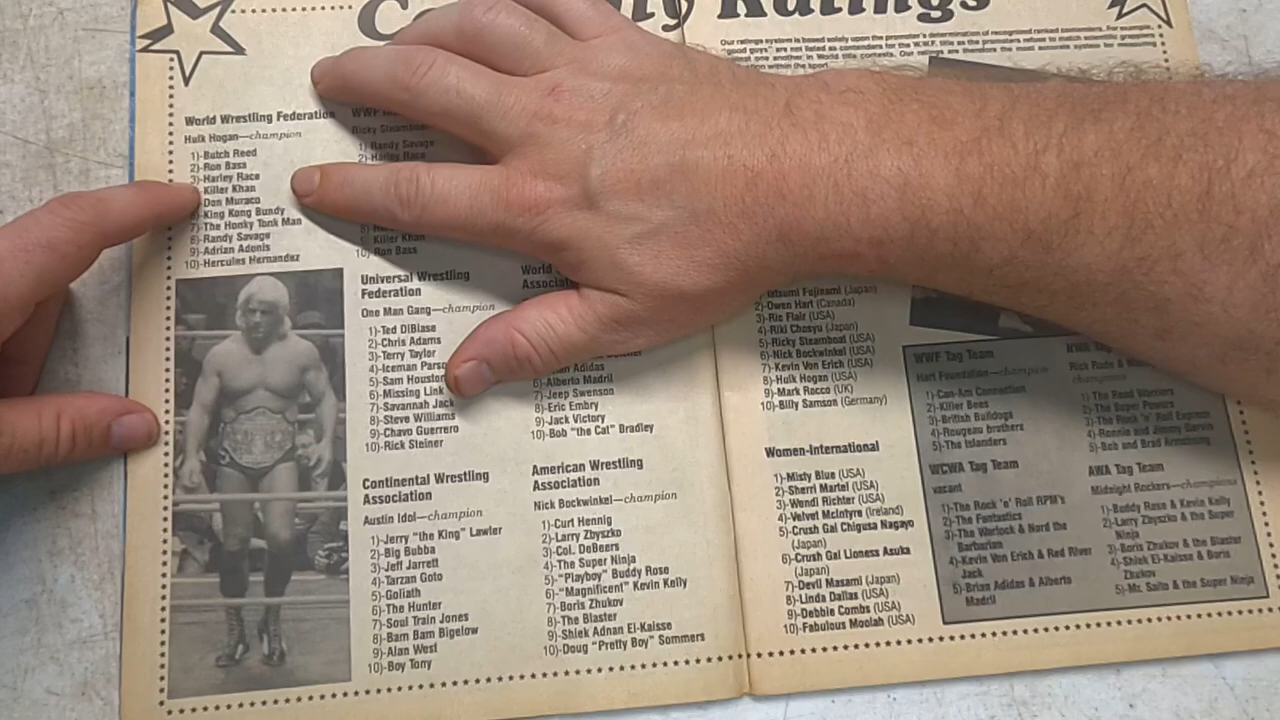 Ratings
Our ratings system is based solely upon the promoter's determination of recognized ranked contenders. For example,
"good guys" are not listed as contenders for the W.W.F. title as the promoters refuse to match
one another in World title contests. Our ratings are therefore the most accurate system for
within the sport
World Wrestling Federation
Hulk Hogan—champion
1)-Butch Reed
2)-Ron Bass
3)-Harley Race
Killer Khan
Don Muraco
King Kong Bundy
7)-The Honky Tonk Man
8)-Randy Savage
9)-Adrian Adonis
10)-Hercules Hernandez
WWF
Ricky Steamboat
1) Randy Savage
2)-Harley Race
Killer Khan
10)-Ron Bass
Universal Wrestling
Federation
One Man Gang—champion
1)-Ted DiBiase
2)-Chris Adams
3)-Terry Taylor
4)-Iceman
5)-Sam Houston
6)-Missing Link
7)-Savannah Jack
8)-Steve Williams
9)-Chavo Guerrero
10)-Rick Steiner
World
Adidas
6)-Alberto Madril
7)-Jeep Swenson
8)-Eric Embry
9)-Jack Victory
10)-Bob "the Cat" Bradley
Continental Wrestling
Association
Austin Idol—champion
1)-Jerry "the King" Lawler
2)-Big Bubba
3)-Jeff Jarrett
4)-Tarzan Goto
5)-Goliath
6)-The Hunter
7)-Soul Train Jones
8)-Bam Bam Bigelow
9)-Alan West
10)-Boy Tony
American Wrestling
Association
Nick Bockwinkel—champion
1)-Curt Hennig
2)-Larry Zbyszko
3)-Col. DeBeers
4)-The Super Ninja
5)-"Playboy" Buddy Rose
6)-"Magnificent" Kevin Kelly
7)-Boris Zhukov
8)-The Blaster
9)-Shiek Adnan El-Kaisse
10)-Doug "Pretty Boy" Sommers
Fujinami (Japan)
2)-Owen Hart (Canada)
3)-Ric Flair (USA)
4)-Riki Chosyu (Japan)
5)-Ricky Steamboat (USA)
6)-Nick Bockwinkel (USA)
7)-Kevin Von Erich (USA)
8)-Hulk Hogan (USA)
9)-Mark Rocco (UK)
10)-Billy Samson (Germany)
Women-International
1)-Misty Blue (USA)
2)-Sherri Martel (USA)
3)-Wendi Richter (USA)
4)-Velvet McIntyre (Ireland)
5)-Crush Gal Chigusa Nagayo
(Japan)
6)-Crush Gal Lioness Asuka
(Japan)
7)-Devil Masami (Japan)
8)-Linda Dallas (USA)
9)-Debbie Combs (USA)
10)-Fabulous Moolah (USA)
WWF Tag Team
Hart Foundation—champion
1)-Can-Am Connection
2)-Killer Bees
3)-British Bulldogs
4)-Rougeau brothers
5)-The Islanders
NWA
Rick Rude &
champions
1)-The Road Warriors
2)-The Super Powers
3)-The Rock 'n' Roll Express
4)-Ronnie and Jimmy Garvin
5)-Bob and Brad Armstrong
WCWA Tag Team
vacant
1)-The Rock 'n' Roll RPM's
2)-The Fantastics
3)-The Warlock & Nord the
Barbarian
4)-Kevin Von Erich & Red River
Jack
5)-Brian Adidas & Alberto
Madril
AWA Tag Team
Midnight Rockers—champions
1)-Buddy Rose & Kevin Kelly
2)-Larry Zbyszko & the Super
Ninja
3)-Boris Zhukov & the Blaster
4)-Shiek El-Kaisse & Boris
Zhukov
5)-Mr. Saito & the Super Ninja